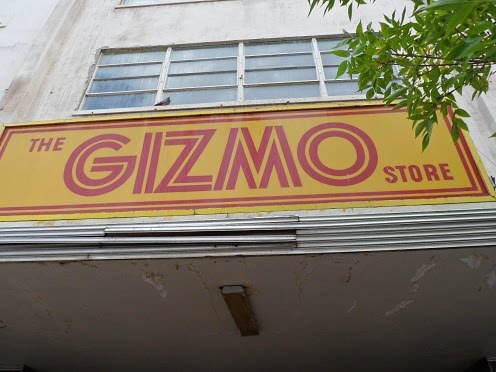 THE GIZMO STORE